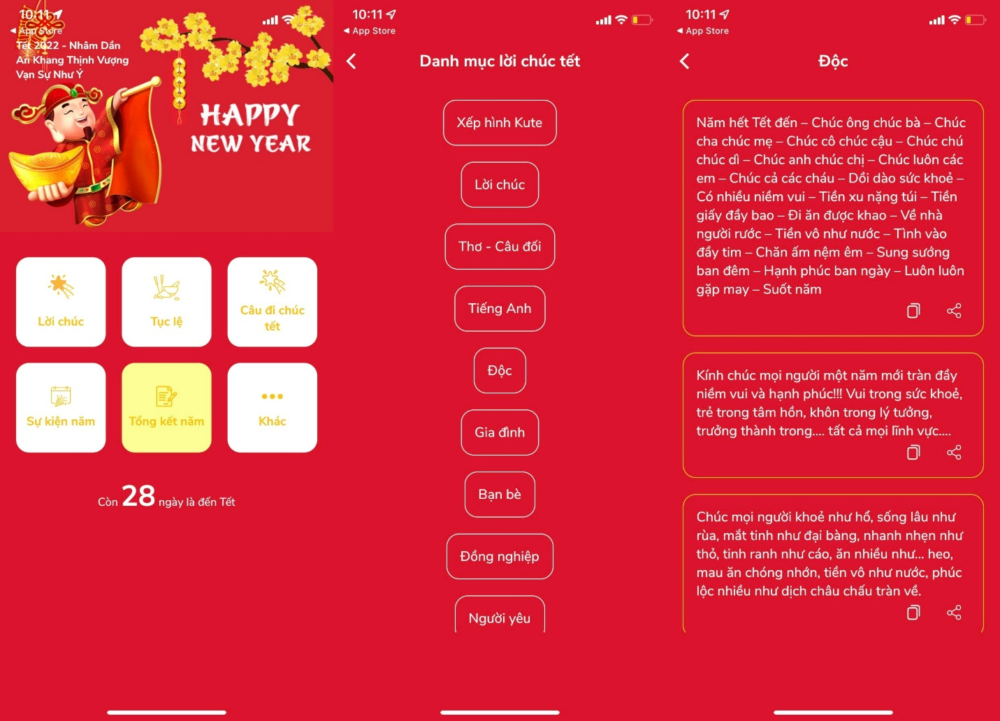 10:11
App Store
Tết 2022 - Nhâm Dần
An Khang Thịnh Vượng
Vạn Sự Như Ý
HAPPY
NEW YEAR
Lời chúc
Tục lệ
Câu đi chúc
tết
Sự kiện năm
Tổng kết năm
Khác
Còn 28 ngày là đến Tết
10:11
App Store
Danh mục lời chúc tết
Xếp hình Kute
Lời chúc
Thơ - Câu đối
Tiếng Anh
Độc
Gia đình
Bạn bè
Đồng nghiệp
Người yêu
10:11
App Store
Độc
Năm hết Tết đến – Chúc ông chúc bà – Chúc
cha chúc mẹ – Chúc cô chúc cậu – Chúc chú
chúc dì – Chúc anh chúc chị – Chúc luôn các
em – Chúc cả các cháu – Dồi dào sức khoẻ –
Có nhiều niềm vui – Tiền xu nặng túi – Tiền
giấy đầy bao – Đi ăn được khao – Về nhà
người rước – Tiền vô như nước – Tình vào
đầy tim – Chăn ấm nệm êm – Sung sướng
ban đêm – Hạnh phúc ban ngày – Luôn luôn
gặp may – Suốt năm
Kính chúc mọi người một năm mới tràn đầy
niềm vui và hạnh phúc!!! Vui trong sức khoẻ,
trẻ trong tâm hồn, khôn trong lý tưởng,
trưởng thành trong.... tất cả mọi lĩnh vực....
Chúc mọi người khoẻ như hổ, sống lâu như
rùa, mắt tinh như đại bàng, nhanh nhẹn như
thỏ, tinh ranh như cáo, ăn nhiều như... heo,
mau ăn chóng nhớn, tiền vô như nước, phúc
lộc nhiều như dịch châu chấu tràn về.